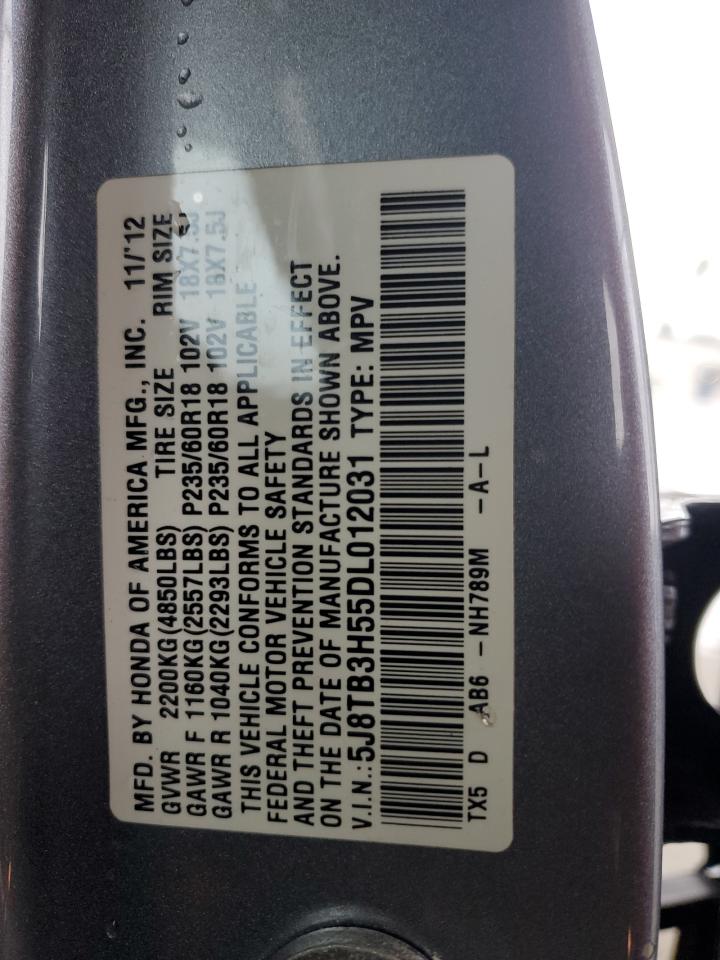 MFD. BY HONDA OF AMERICA MFG., INC. 11/'12
GVWR 2200KG(4850LBS) TIRE SIZE RIM SIZE
GAWR F 1160KG(2557LBS) P235/60R18 102V 18X7.5J
GAWR R 1040KG(2293LBS) P235/60R18 102V 18X7.5J
THIS VEHICLE CONFORMS TO ALL APPLICABLE
FEDERAL MOTOR VEHICLE SAFETY
AND THEFT PREVENTION STANDARDS IN EFFECT
ON THE DATE OF MANUFACTURE SHOWN ABOVE.
V.I.N.:5J8TB3H55DL012031 TYPE: MPV
TX5 D AB6 -NH789M -A-L